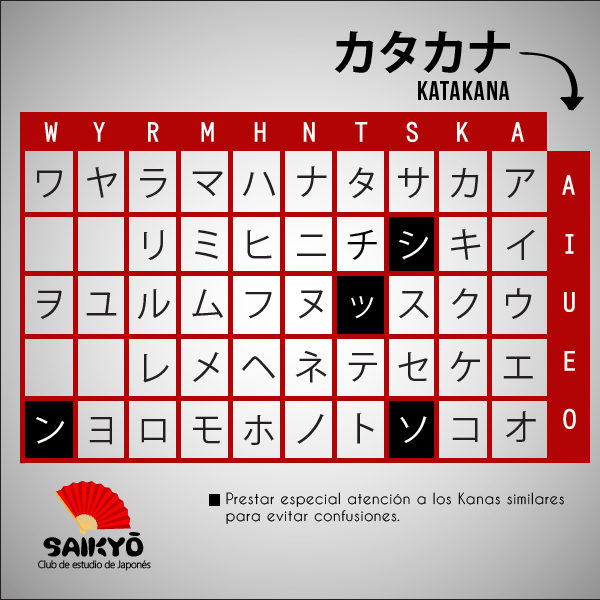 カタカナ
KATAKANA
W Y R M H N T S K A
ワ ヤ ラ マ ハ ナ タ サ カ ア A
リ ミ ヒ ニ チ シ キ イ I
ヲ ユ ル ム フ ヌ ッ ス ク ウ U
レ メ ヘ ネ テ セ ケ エ E
ン ヨ ロ モ ホ ノ ト ソ コ オ O
Prestar especial atención a los Kanas similares
para evitar confusiones.
SAIKYŌ
Club de estudio de Japonés